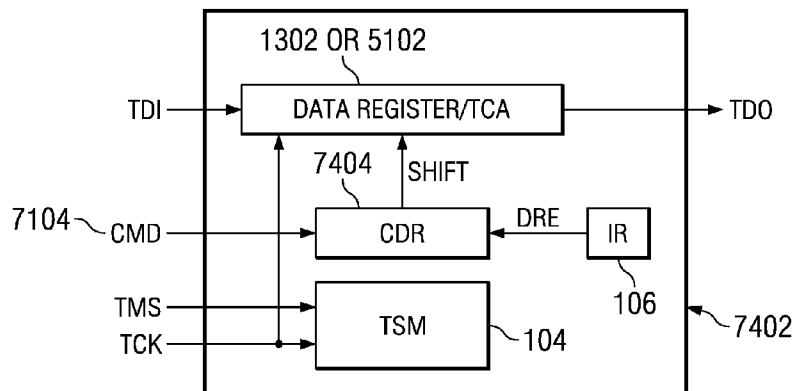 1302 OR 5102
TDI
DATA REGISTER/TCA
TDO
7404
SHIFT
7104
CMD
CDR
DRE
IR
106
TMS
TCK
TSM
104
7402